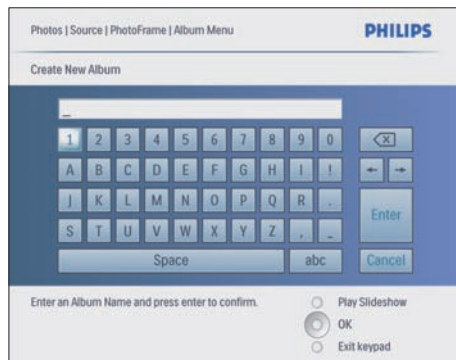 Photos | Source | PhotoFrame | Album Menu PHILIPS
Create New Album
_
1 2 3 4 5 6 7 8 9 0
A B C D E F G H I !
J K L M N O P Q R .
S T U V W X Y Z , _
Enter
Space abc Cancel
Enter an Album Name and press enter to confirm.
Play Slideshow
OK
Exit keypad